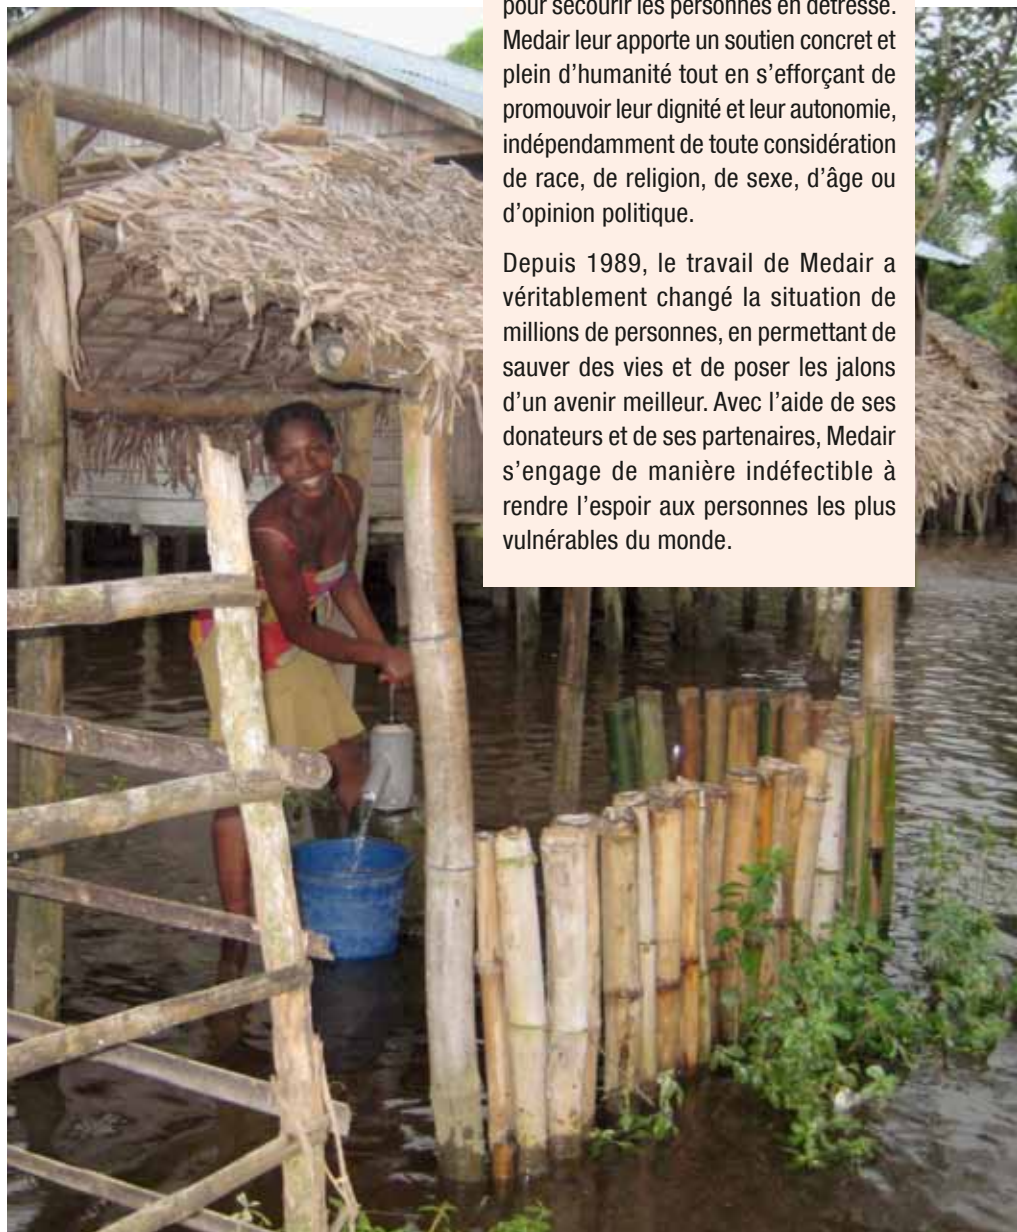 pour secourir les personnes en détresse.
Medair leur apporte un soutien concret et
plein d’humanité tout en s’efforçant de
promouvoir leur dignité et leur autonomie,
indépendamment de toute considération
de race, de religion, de sexe, d’âge ou
d’opinion politique.
Depuis 1989, le travail de Medair a
véritablement changé la situation de
millions de personnes, en permettant de
sauver des vies et de poser les jalons
d’un avenir meilleur. Avec l’aide de ses
donateurs et de ses partenaires, Medair
s’engage de manière indéfectible à
rendre l’espoir aux personnes les plus
vulnérables du monde.